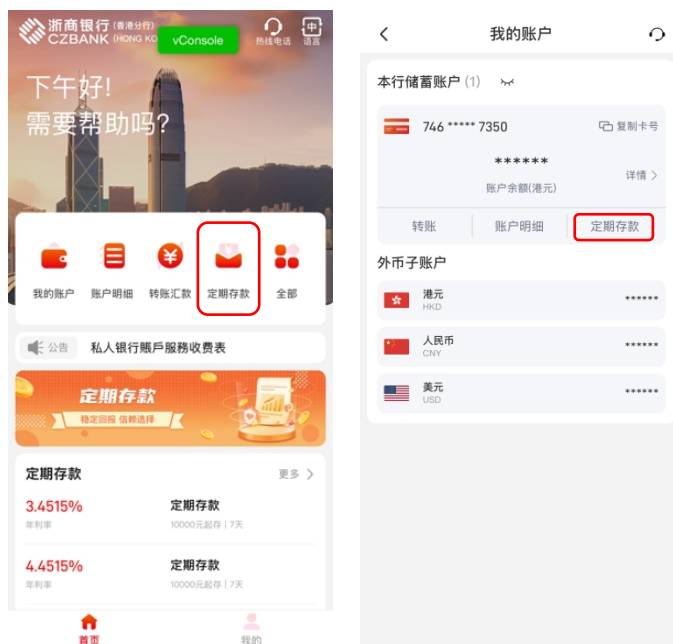 浙商银行 (香港分行)
CZBANK (HONG KO
vConsole
热线电话
中
语言
下午好!
需要帮助吗?
我的账户
账户明细
转账汇款
定期存款
全部
公告
私人银行賬戶服務收费表
定期存款
稳定回报 信赖选择
定期存款
更多
3.4515%
定期存款
年利率
10000元起存 | 7天
4.4515%
定期存款
年利率
10000元起存 | 7天
首页
我的
我的账户
本行储蓄账户 (1)
746 ***** 7350
复制卡号
******
账户余额(港元)
详情
转账
账户明细
定期存款
外币子账户
港元
HKD
******
人民币
CNY
******
美元
USD
******